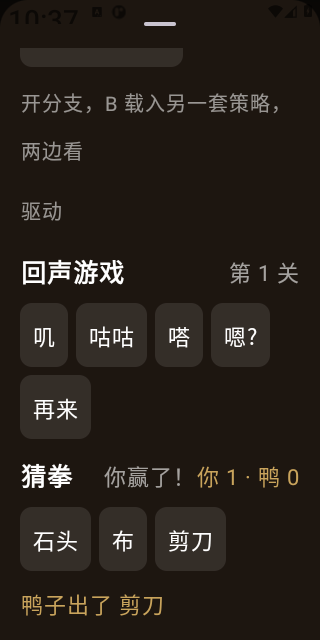 10:37
开分支，B 载入另一套策略，
两边看
驱动
回声游戏 第 1 关
叽 咕咕 嗒 嗯?
再来
猜拳 你赢了！ 你 1 · 鸭 0
石头 布 剪刀
鸭子出了 剪刀